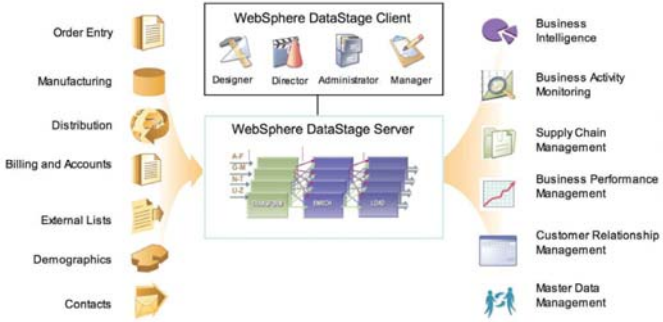 Order Entry
Manufacturing
Distribution
Billing and Accounts
External Lists
Demographics
Contacts
WebSphere DataStage Client
Designer
Director
Administrator
Manager
WebSphere DataStage Server
A-F
G-M
N-T
U-Z
TRANSFORM
ENRICH
LOAD
Business
Intelligence
Business Activity
Monitoring
Supply Chain
Management
Business Performance
Management
Customer Relationship
Management
Master Data
Management